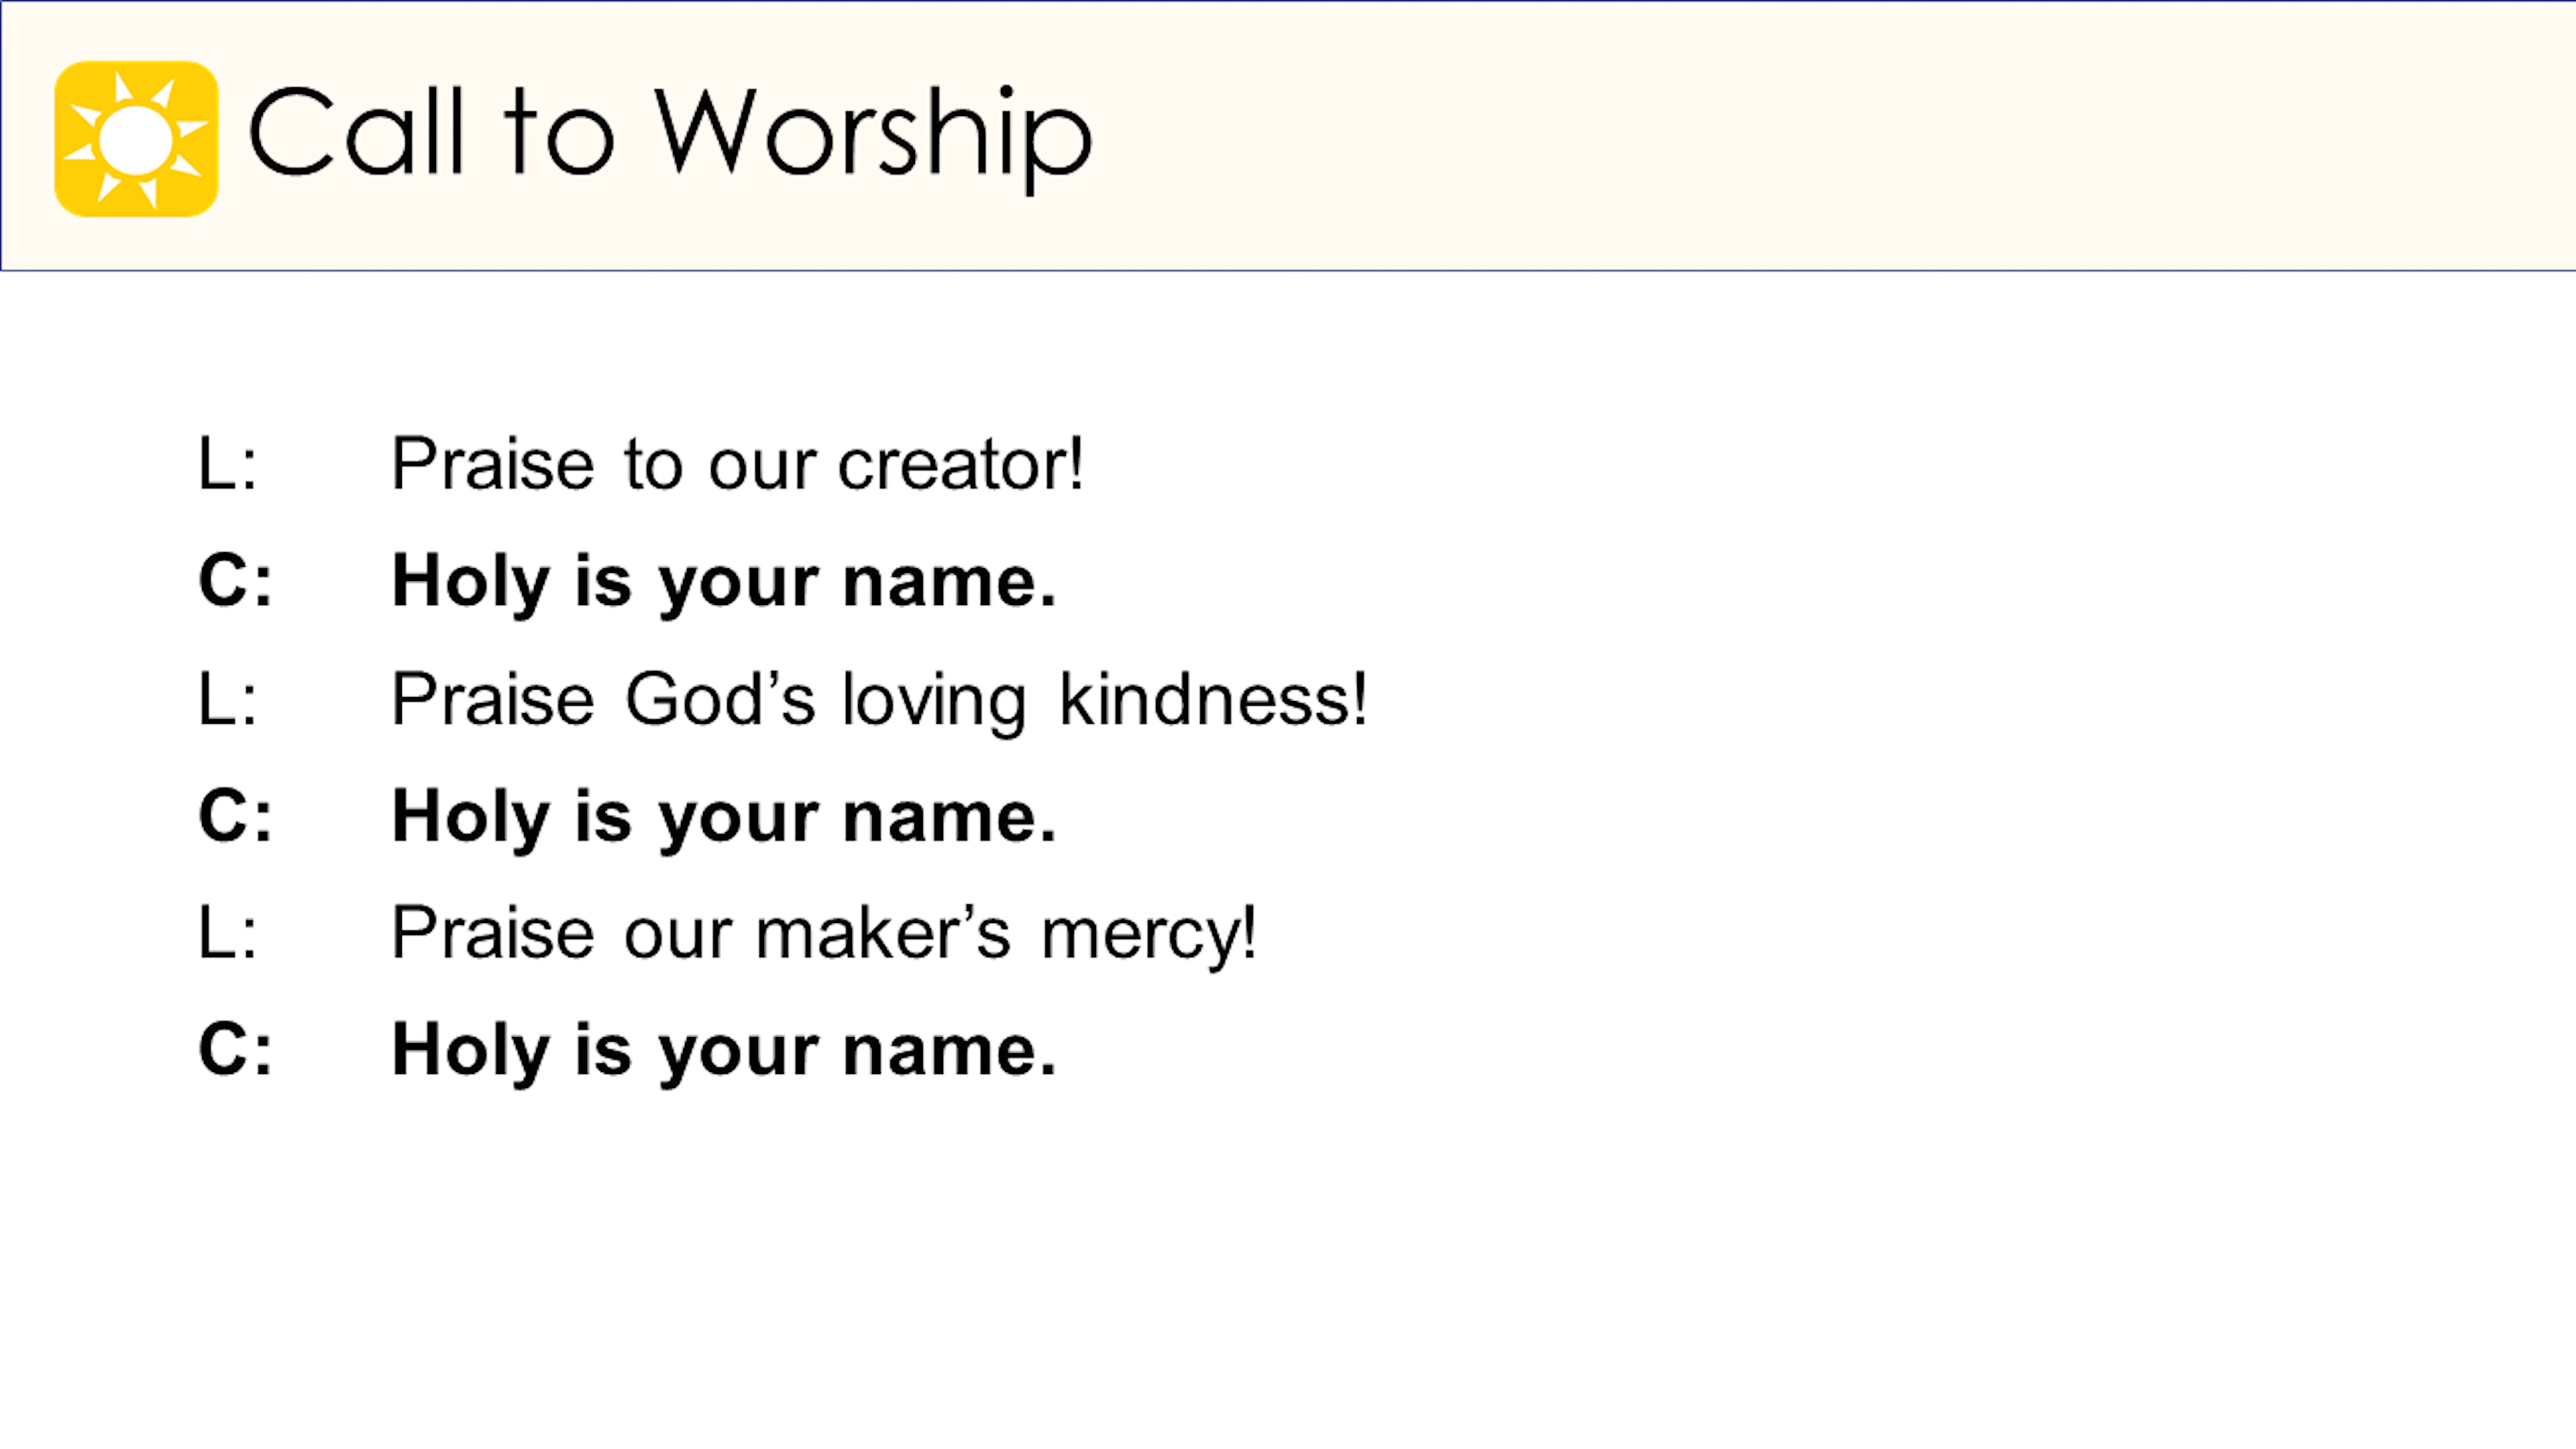 Call to Worship
L: Praise to our creator!
C: Holy is your name.
L: Praise God’s loving kindness!
C: Holy is your name.
L: Praise our maker’s mercy!
C: Holy is your name.